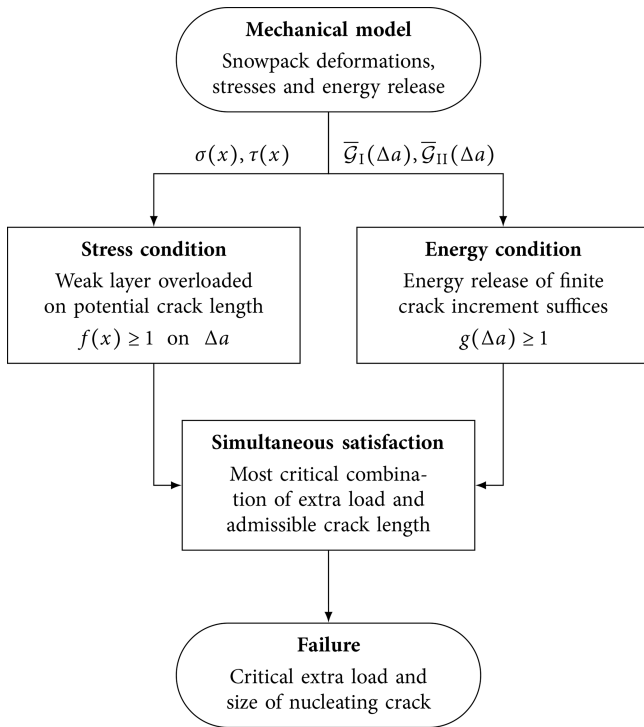 Mechanical model
Snowpack deformations,
stresses and energy release
σ(x), τ(x)
𝒢̅_I(Δa), 𝒢̅_II(Δa)
Stress condition
Weak layer overloaded
on potential crack length
f(x) ≥ 1 on Δa
Energy condition
Energy release of finite
crack increment suffices
g(Δa) ≥ 1
Simultaneous satisfaction
Most critical combina-
tion of extra load and
admissible crack length
Failure
Critical extra load and
size of nucleating crack